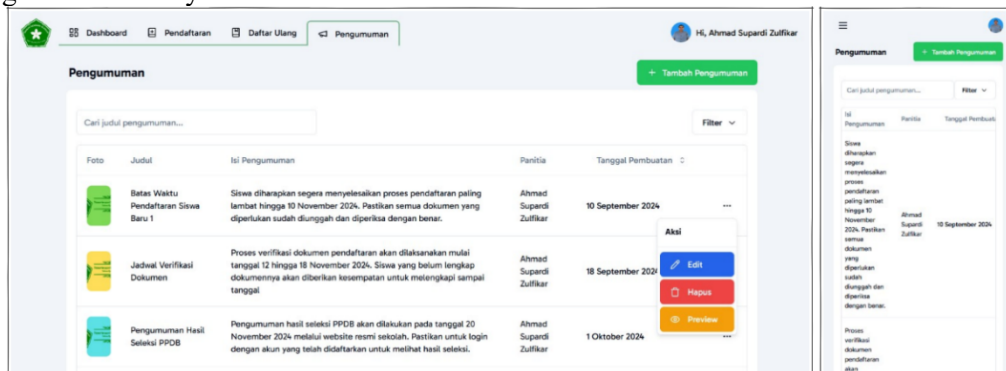 Dashboard Pendaftaran Daftar Ulang Pengumuman Hi, Ahmad Supardi Zulfikar
Pengumuman + Tambah Pengumuman
Cari judul pengumuman... Filter
Foto Judul Isi Pengumuman Panitia Tanggal Pembuatan
Batas Waktu
Pendaftaran Siswa
Baru 1
Siswa diharapkan segera menyelesaikan proses pendaftaran paling
lambat hingga 10 November 2024. Pastikan semua dokumen yang
diperlukan sudah diunggah dan diperiksa dengan benar.
Ahmad
Supardi
Zulfikar
10 September 2024
...
Aksi
Edit
Hapus
Preview
Jadwal Verifikasi
Dokumen
Proses verifikasi dokumen pendaftaran akan dilaksanakan mulai
tanggal 12 hingga 18 November 2024. Siswa yang belum lengkap
dokumennya akan diberikan kesempatan untuk melengkapi sampai
tanggal
Ahmad
Supardi
Zulfikar
18 September 2024
Pengumuman Hasil
Seleksi PPDB
Pengumuman hasil seleksi PPDB akan dilakukan pada tanggal 20
November 2024 melalui website resmi sekolah. Pastikan untuk login
dengan akun yang telah didaftarkan untuk melihat hasil seleksi.
Ahmad
Supardi
Zulfikar
1 Oktober 2024
...
Pengumuman + Tambah Pengumuman
Cari judul pengumuman... Filter
Isi
Pengumuman
Panitia
Tanggal Pembuat
Siswa
diharapkan
segera
menyelesaikan
proses
pendaftaran
paling lambat
hingga 10
November
2024. Pastikan
semua
dokumen
yang
diperlukan
sudah
diunggah dan
diperiksa
dengan benar.
Ahmad
Supardi
Zulfikar
10 September 2024
Proses
verifikasi
dokumen
pendaftaran
akan